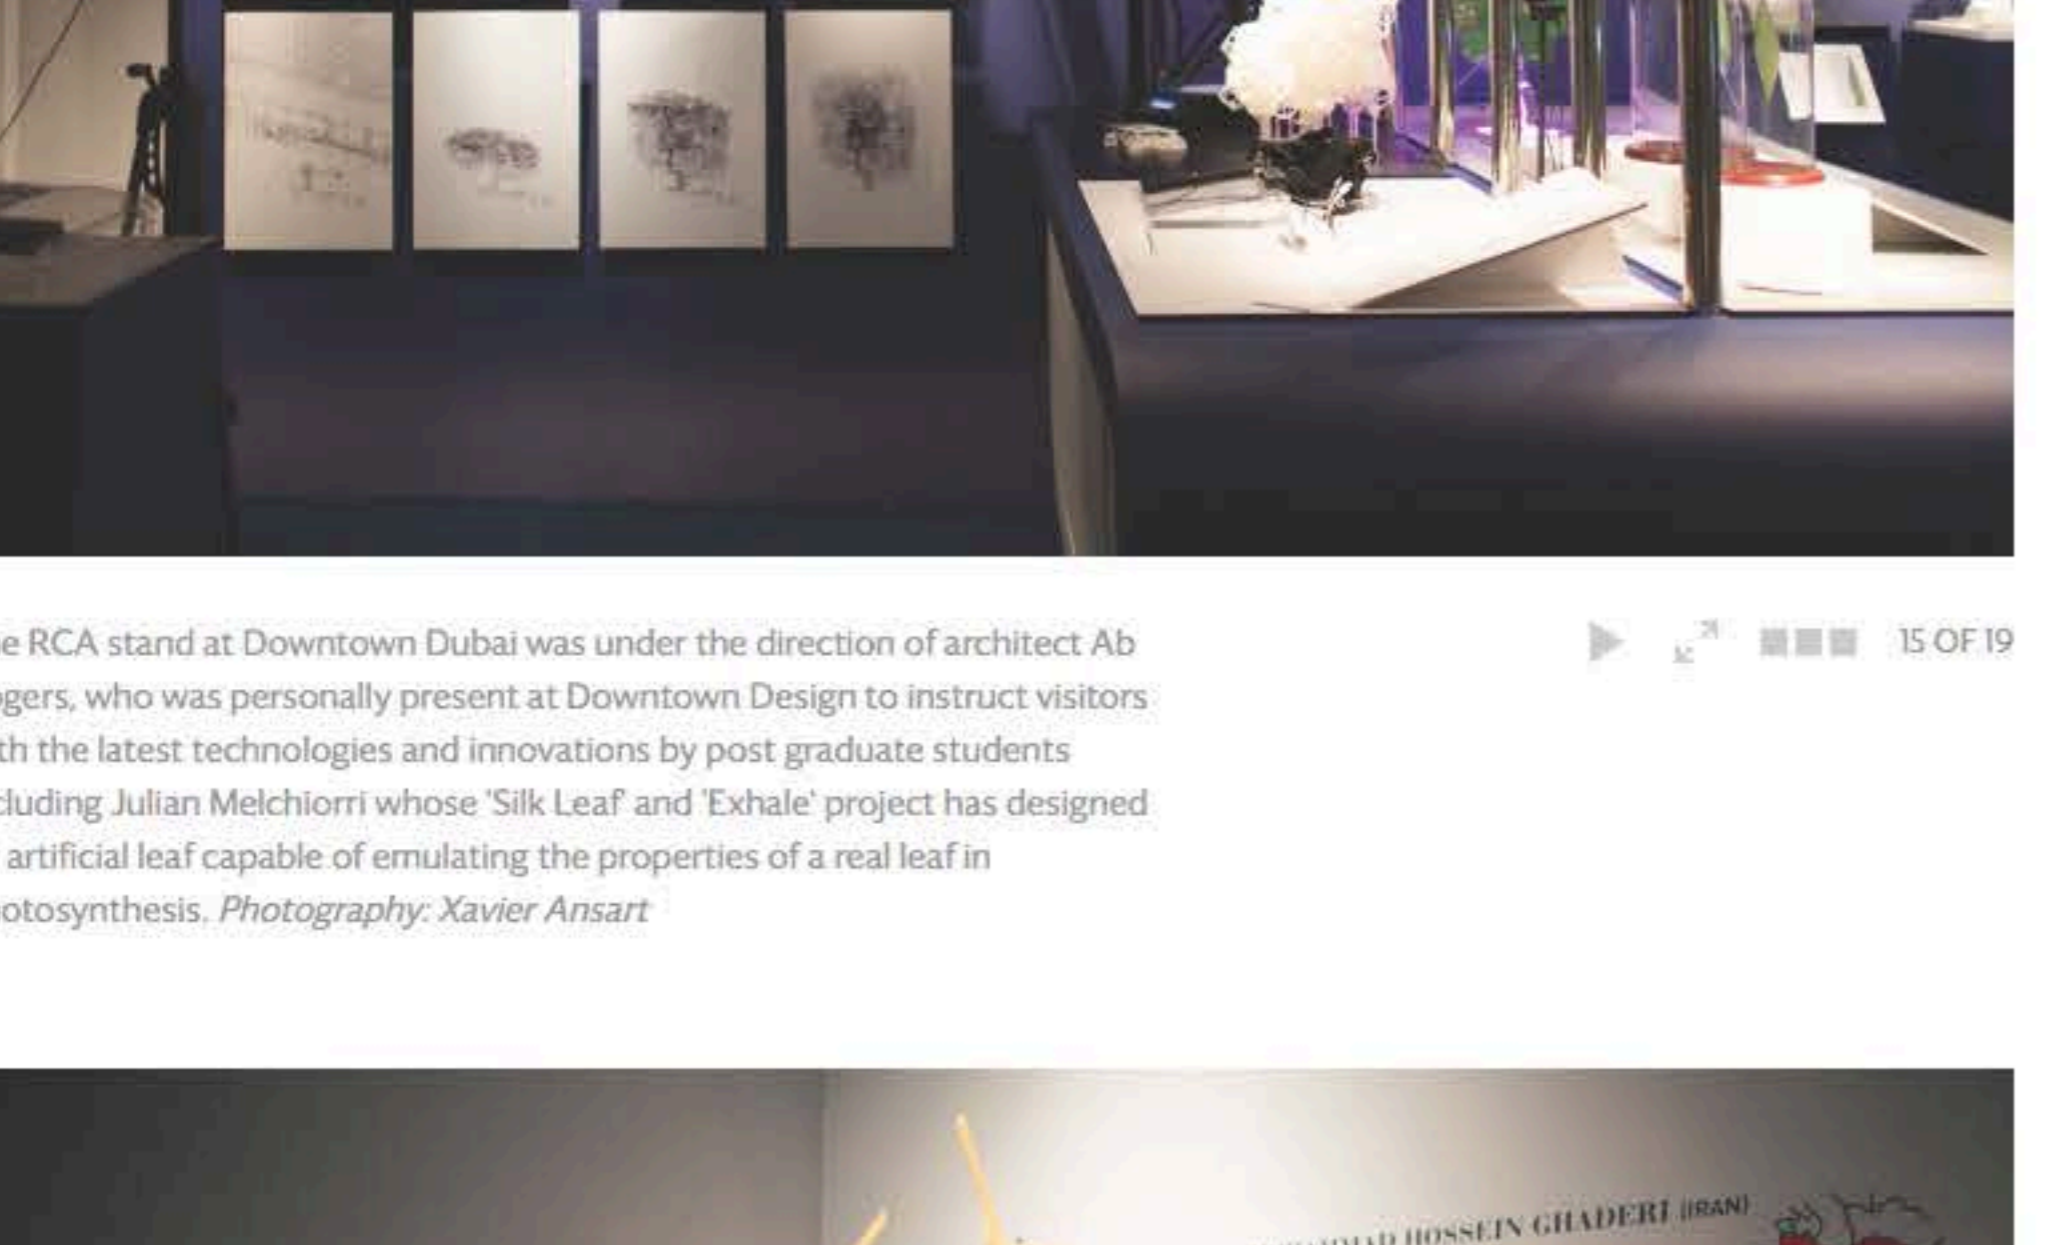 e RCA stand at Downtown Dubai was under the direction of architect Ab
gers, who was personally present at Downtown Design to instruct visitors
th the latest technologies and innovations by post graduate students
cluding Julian Melchiorri whose 'Silk Leaf' and 'Exhale' project has designed
artificial leaf capable of emulating the properties of a real leaf in
otosynthesis. Photography: Xavier Ansart
15 OF 19
HOSSEIN GHADERI (IRAN)